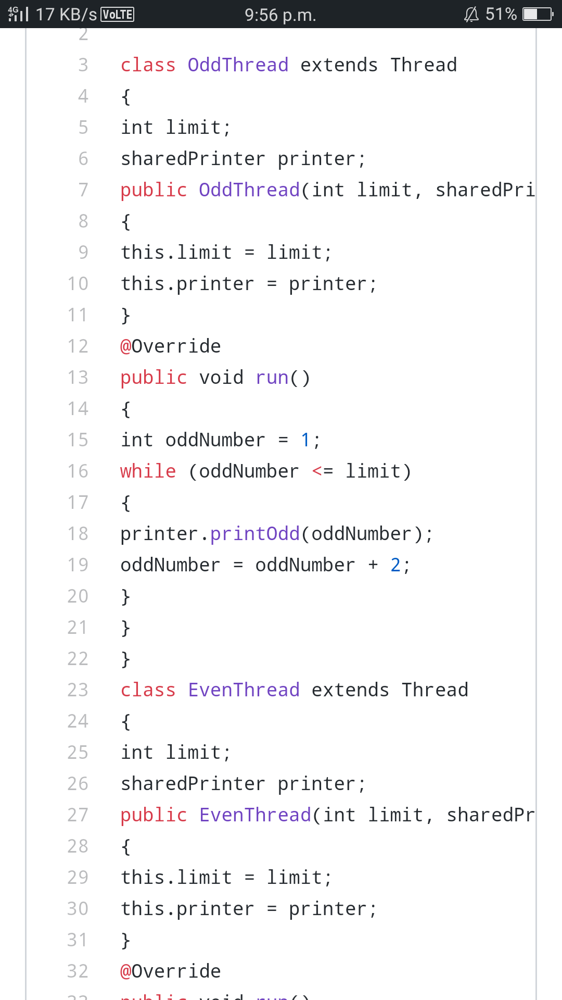 4G 17 KB/s VoLTE 9:56 p.m. 51%
2
3 class OddThread extends Thread
4 {
5 int limit;
6 sharedPrinter printer;
7 public OddThread(int limit, sharedPri
8 {
9 this.limit = limit;
10 this.printer = printer;
11 }
12 @Override
13 public void run()
14 {
15 int oddNumber = 1;
16 while (oddNumber <= limit)
17 {
18 printer.printOdd(oddNumber);
19 oddNumber = oddNumber + 2;
20 }
21 }
22 }
23 class EvenThread extends Thread
24 {
25 int limit;
26 sharedPrinter printer;
27 public EvenThread(int limit, sharedPr
28 {
29 this.limit = limit;
30 this.printer = printer;
31 }
32 @Override
33 public void run()